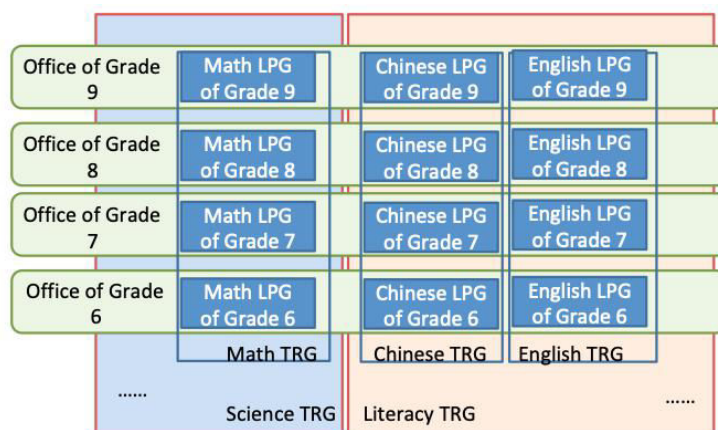 Office of Grade
9
Math LPG
of Grade 9
Chinese LPG
of Grade 9
English LPG
of Grade 9
Office of Grade
8
Math LPG
of Grade 8
Chinese LPG
of Grade 8
English LPG
of Grade 8
Office of Grade
7
Math LPG
of Grade 7
Chinese LPG
of Grade 7
English LPG
of Grade 7
Office of Grade
6
Math LPG
of Grade 6
Chinese LPG
of Grade 6
English LPG
of Grade 6
Math TRG
Chinese TRG
English TRG
......
......
Science TRG
Literacy TRG